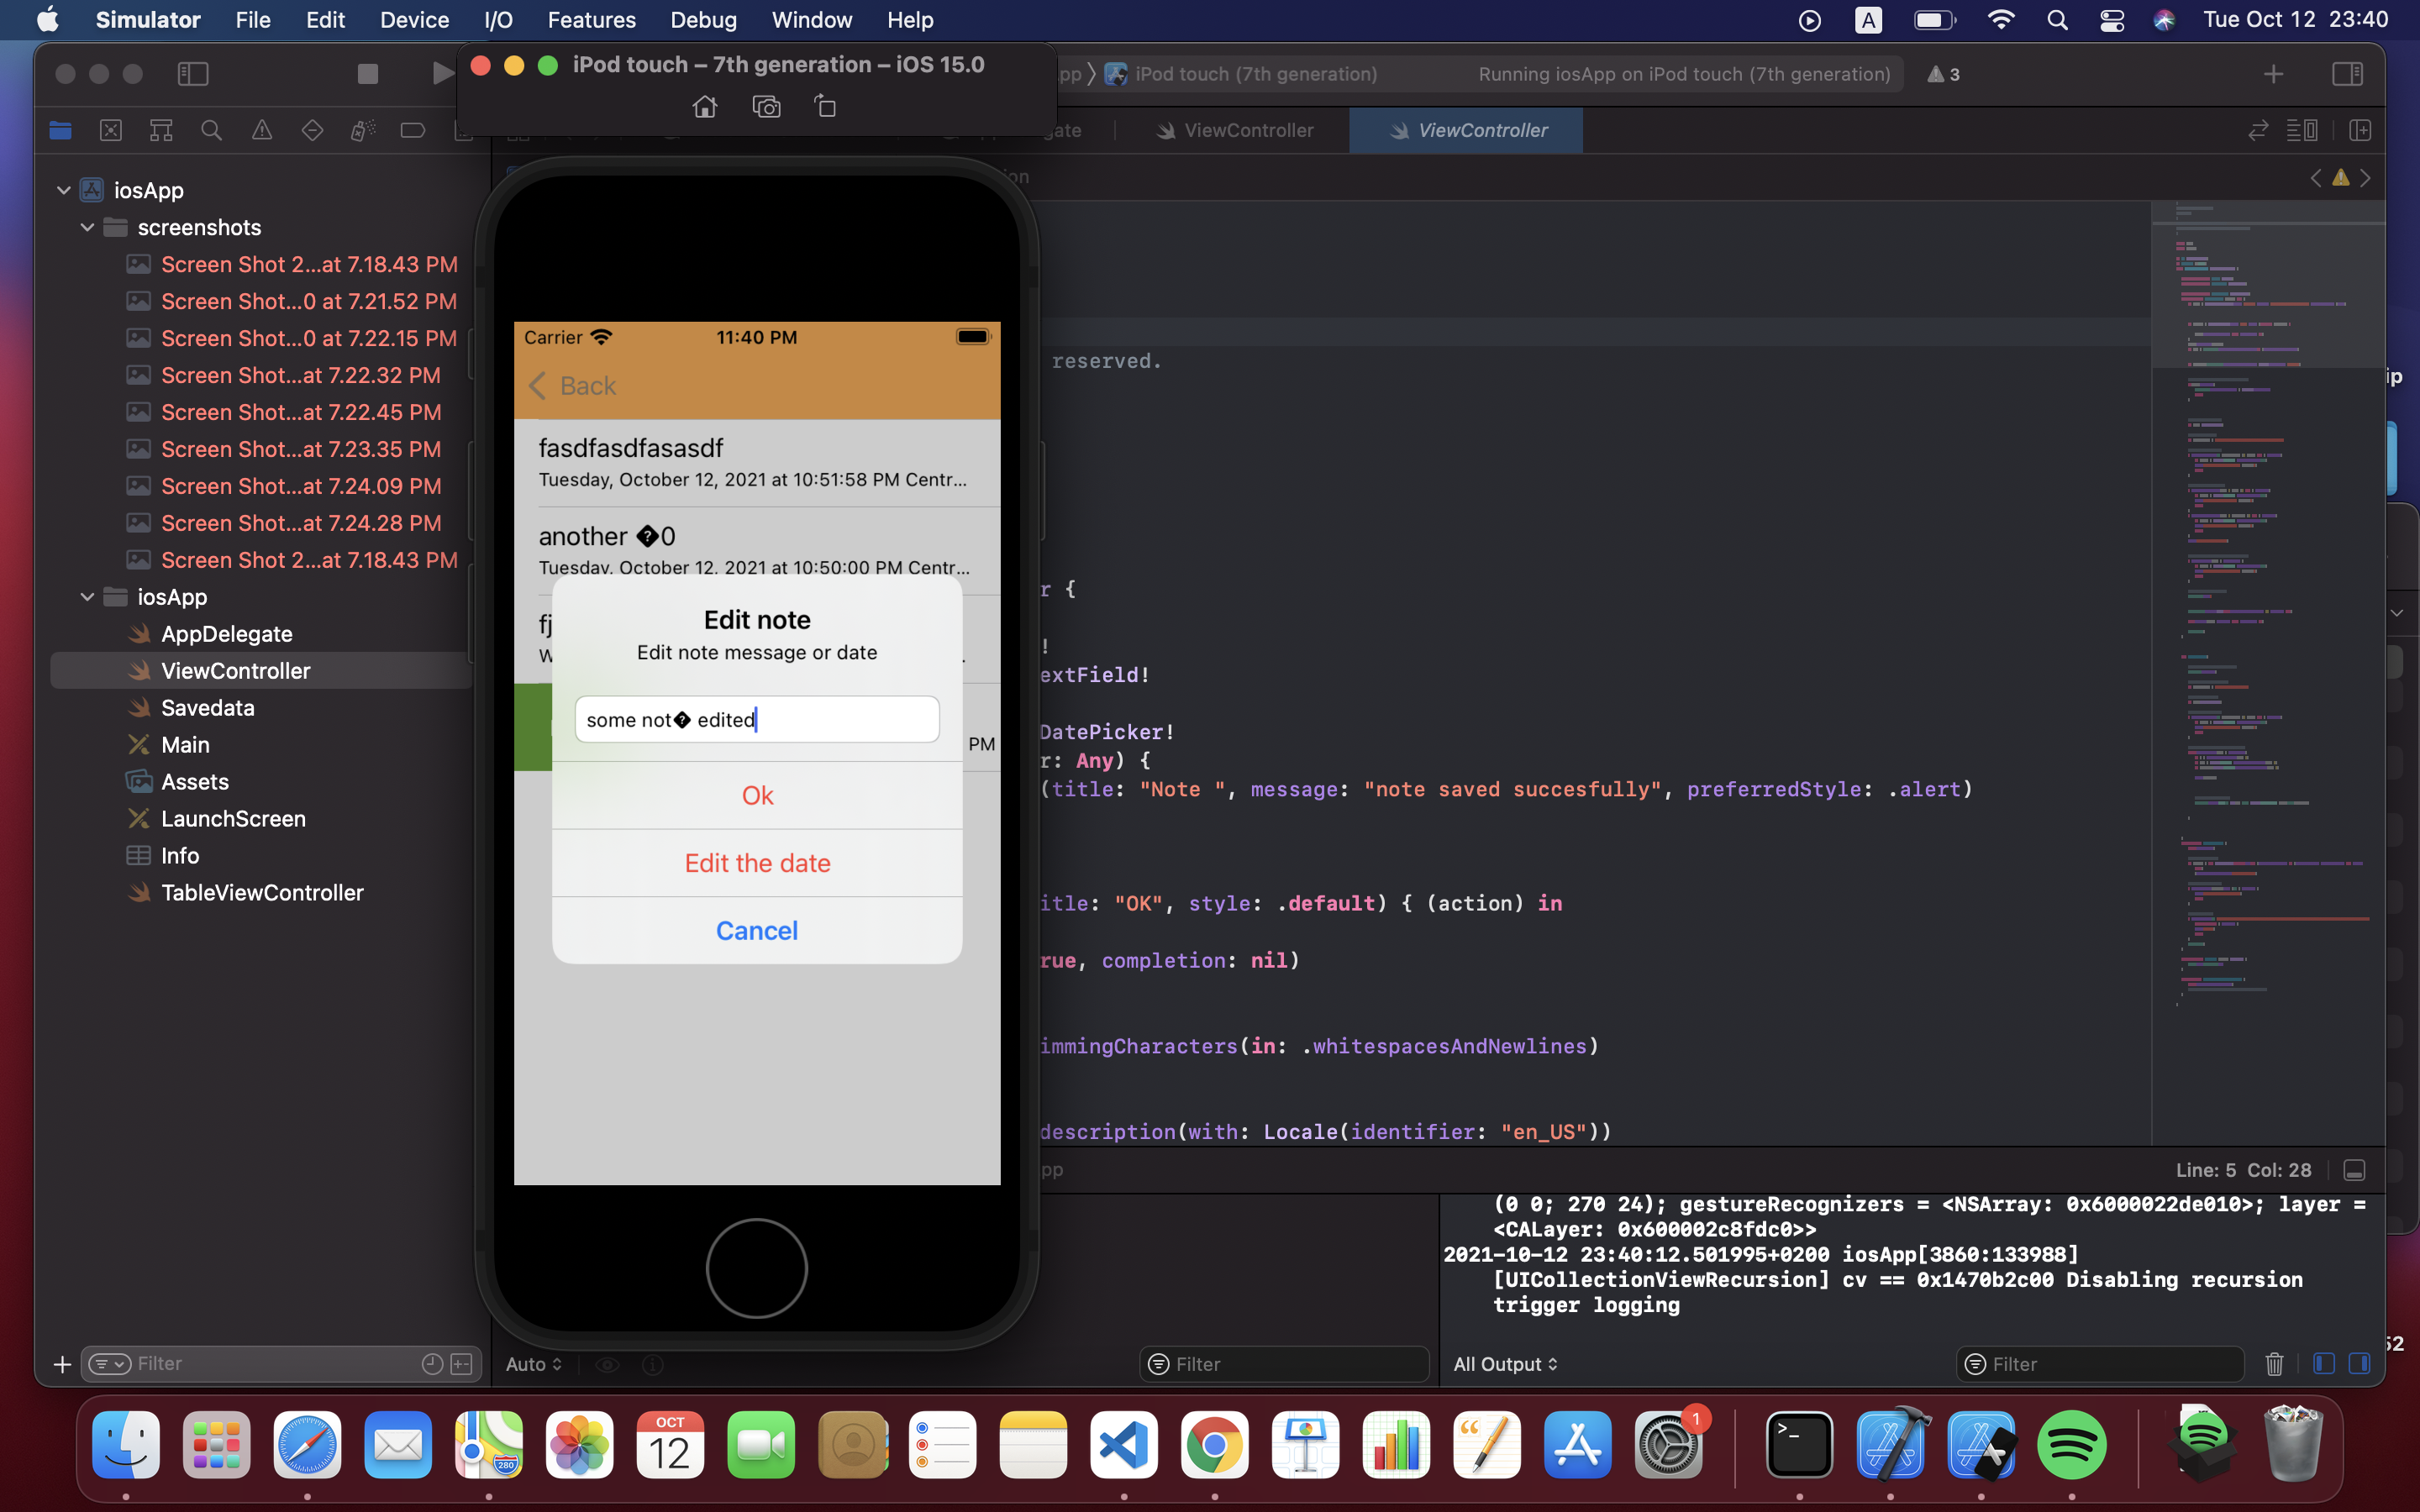 Simulator File Edit Device I/O Features Debug Window Help A Tue Oct 12 23:40
iPod touch – 7th generation – iOS 15.0
pp iPod touch (7th generation) Running iosApp on iPod touch (7th generation) 3
gate ViewController ViewController
on
iosApp
screenshots
Screen Shot 2...at 7.18.43 PM
Screen Shot...0 at 7.21.52 PM
Screen Shot...0 at 7.22.15 PM
Screen Shot...at 7.22.32 PM
Screen Shot...at 7.22.45 PM
Screen Shot...at 7.23.35 PM
Screen Shot...at 7.24.09 PM
Screen Shot...at 7.24.28 PM
Screen Shot 2...at 7.18.43 PM
iosApp
AppDelegate
ViewController
Savedata
Main
Assets
LaunchScreen
Info
TableViewController
Filter
Carrier 11:40 PM
Back
fasdfasdfasasdf
Tuesday, October 12, 2021 at 10:51:58 PM Centr...
another �0
Tuesday, October 12, 2021 at 10:50:00 PM Centr...
fj
W .
PM
Edit note
Edit note message or date
some not� edited
Ok
Edit the date
Cancel
reserved.
r {
!
extField!
DatePicker!
r: Any) {
(title: "Note ", message: "note saved succesfully", preferredStyle: .alert)
itle: "OK", style: .default) { (action) in
rue, completion: nil)
immingCharacters(in: .whitespacesAndNewlines)
description(with: Locale(identifier: "en_US"))
pp Line: 5 Col: 28
(0 0; 270 24); gestureRecognizers = <NSArray: 0x6000022de010>; layer =
<CALayer: 0x600002c8fdc0>>
2021-10-12 23:40:12.501995+0200 iosApp[3860:133988]
[UICollectionViewRecursion] cv == 0x1470b2c00 Disabling recursion
trigger logging
Auto Filter All Output Filter
ip
52
OCT
12
280
1
>_